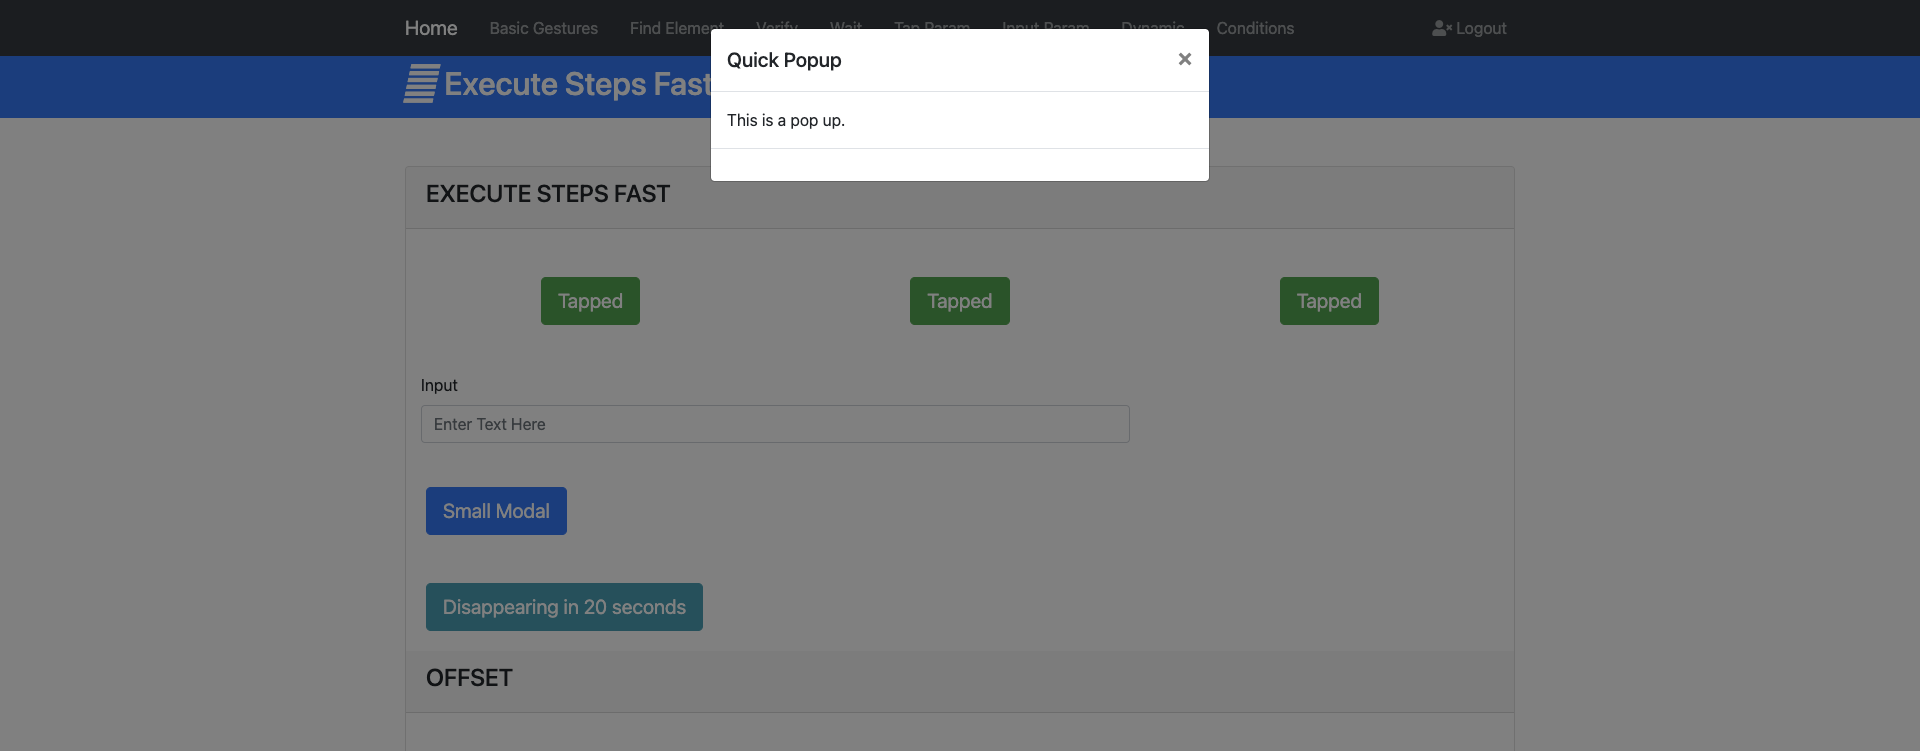 Home Basic Gestures Find Element Verify Wait Tap Param Input Param Dynamic Conditions Logout
Quick Popup ×
Execute Steps Fast
This is a pop up.
EXECUTE STEPS FAST
Tapped Tapped Tapped
Input
Enter Text Here
Small Modal
Disappearing in 20 seconds
OFFSET